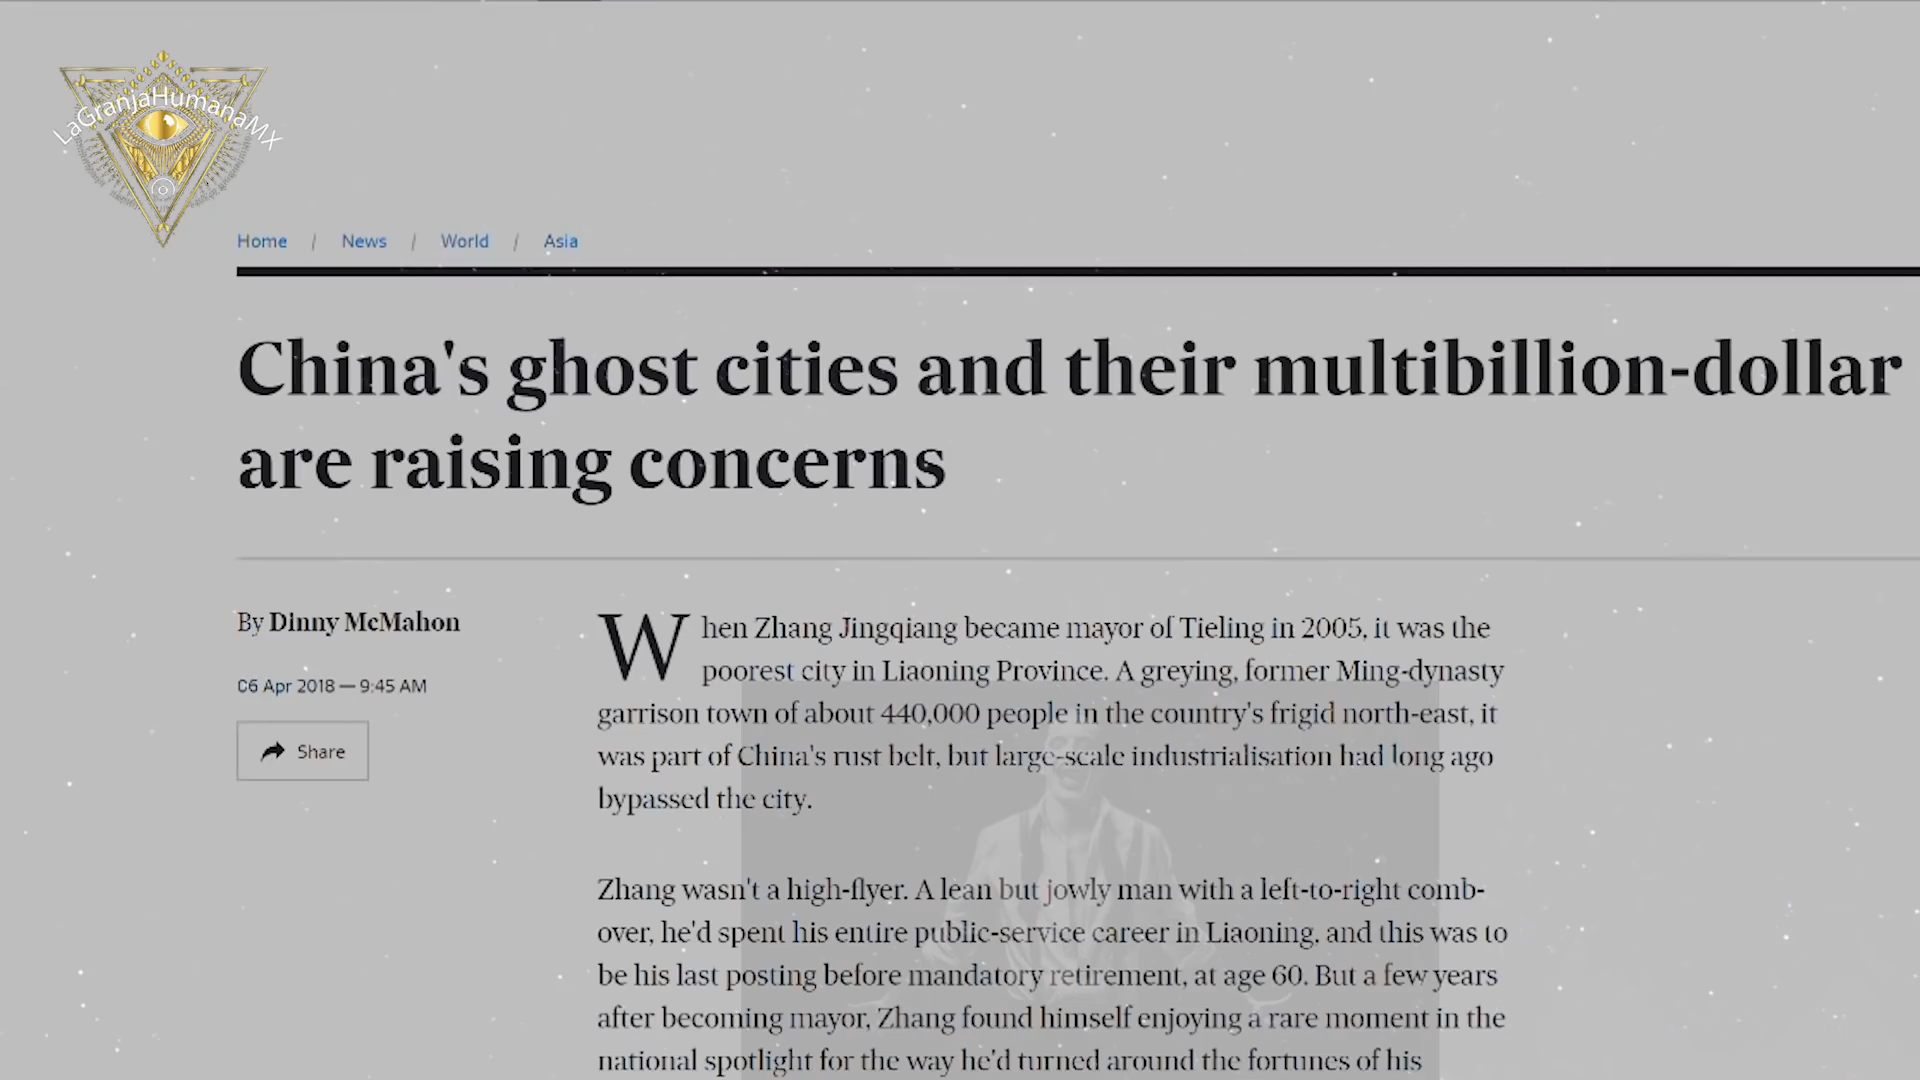 LaGranjaHumanaMX
Home / News / World / Asia
China's ghost cities and their multibillion-dollar
are raising concerns
By Dinny McMahon
06 Apr 2018 — 9:45 AM
Share
When Zhang Jingqiang became mayor of Tieling in 2005, it was the
poorest city in Liaoning Province. A greying, former Ming-dynasty
garrison town of about 440,000 people in the country's frigid north-east, it
was part of China's rust belt, but large-scale industrialisation had long ago
bypassed the city.
Zhang wasn't a high-flyer. A lean but jowly man with a left-to-right comb-
over, he'd spent his entire public-service career in Liaoning, and this was to
be his last posting before mandatory retirement, at age 60. But a few years
after becoming mayor, Zhang found himself enjoying a rare moment in the
national spotlight for the way he'd turned around the fortunes of his